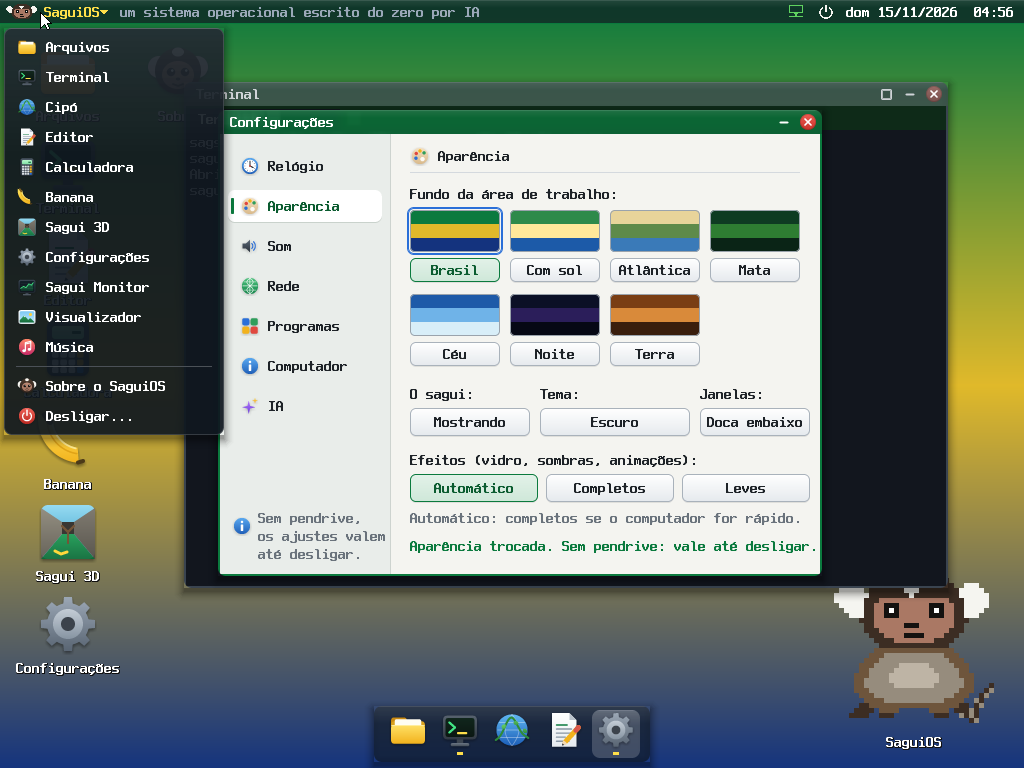 SaguiOS um sistema operacional escrito do zero por IA dom 15/11/2026 04:56
Arquivos
Terminal
Cipó
Editor
Calculadora
Banana
Sagui 3D
Configurações
Sagui Monitor
Visualizador
Música
Sobre o SaguiOS
Desligar...
Terminal
Configurações
Relógio
Aparência
Som
Rede
Programas
Computador
IA
Sem pendrive,
os ajustes valem
até desligar.
Aparência
Fundo da área de trabalho:
Brasil Com sol Atlântica Mata
Céu Noite Terra
O sagui: Tema: Janelas:
Mostrando Escuro Doca embaixo
Efeitos (vidro, sombras, animações):
Automático Completos Leves
Automático: completos se o computador for rápido.
Aparência trocada. Sem pendrive: vale até desligar.
Banana
Sagui 3D
Configurações
SaguiOS